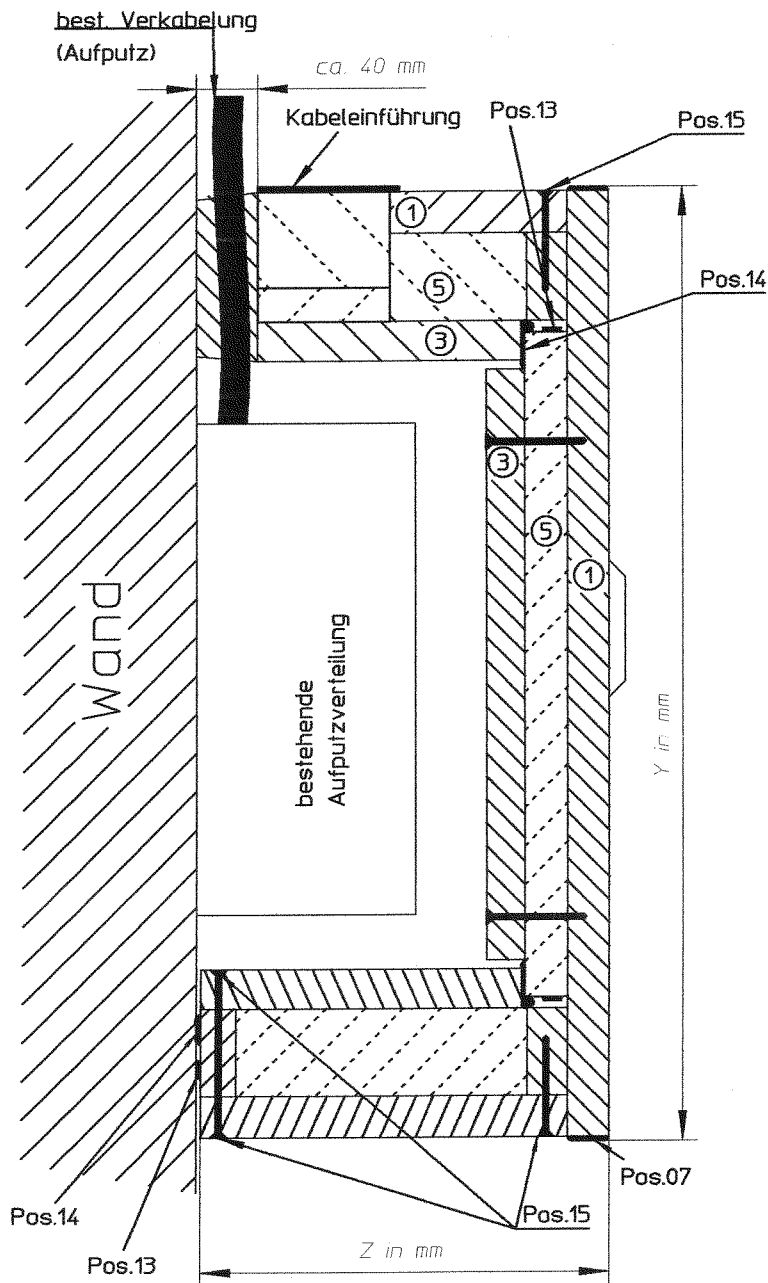 best. Verkabelung
(Aufputz)
ca. 40 mm
Kabeleinführung
Pos.13
Pos.15
1
Pos.14
5
3
3
5
1
Wand
bestehende
Aufputzverteilung
Y in mm
Pos.07
Pos.14
Pos.15
Pos.13
Z in mm